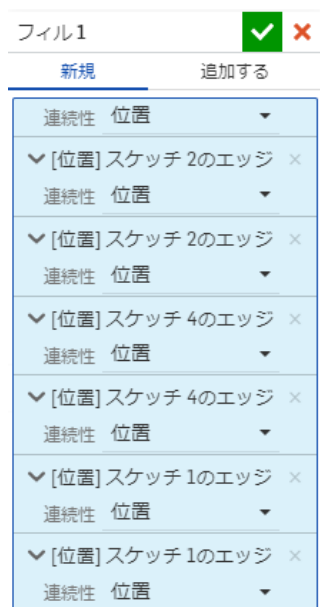 フィル 1
新規 追加する
連続性 位置
[位置] スケッチ 2のエッジ
連続性 位置
[位置] スケッチ 2のエッジ
連続性 位置
[位置] スケッチ 4のエッジ
連続性 位置
[位置] スケッチ 4のエッジ
連続性 位置
[位置] スケッチ 1のエッジ
連続性 位置
[位置] スケッチ 1のエッジ
連続性 位置